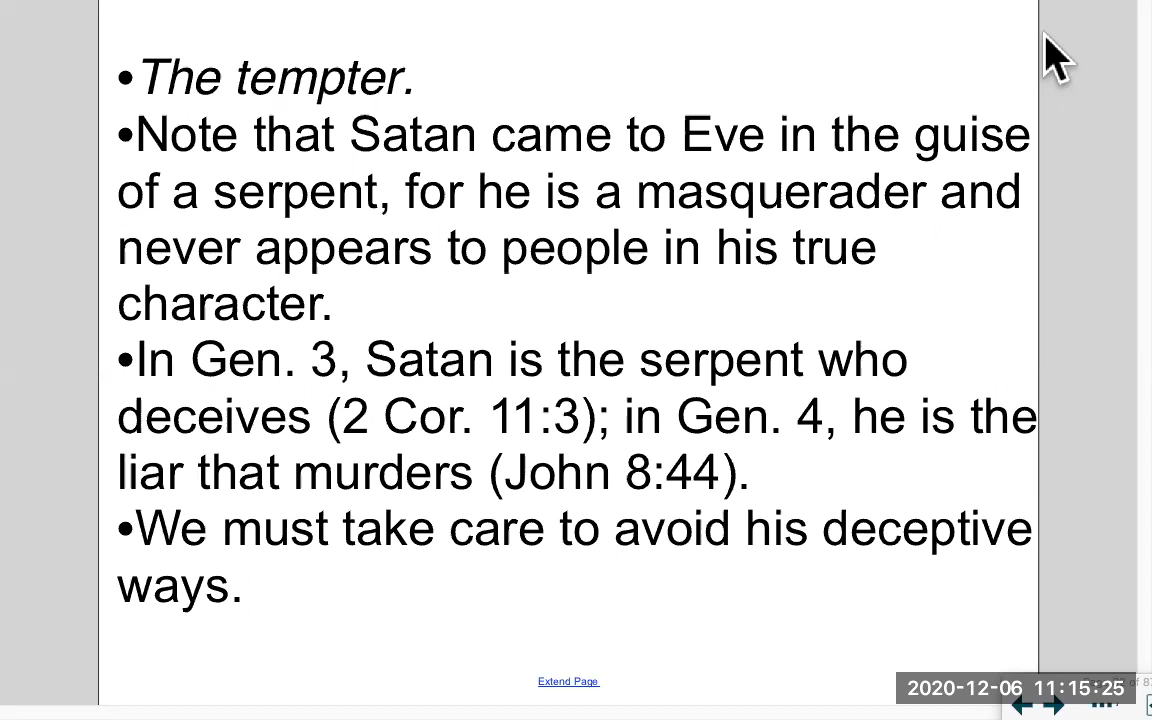 •The tempter.
•Note that Satan came to Eve in the guise
of a serpent, for he is a masquerader and
never appears to people in his true
character.
•In Gen. 3, Satan is the serpent who
deceives (2 Cor. 11:3); in Gen. 4, he is the
liar that murders (John 8:44).
•We must take care to avoid his deceptive
ways.
Extend Page
2020-12-06 11:15:25